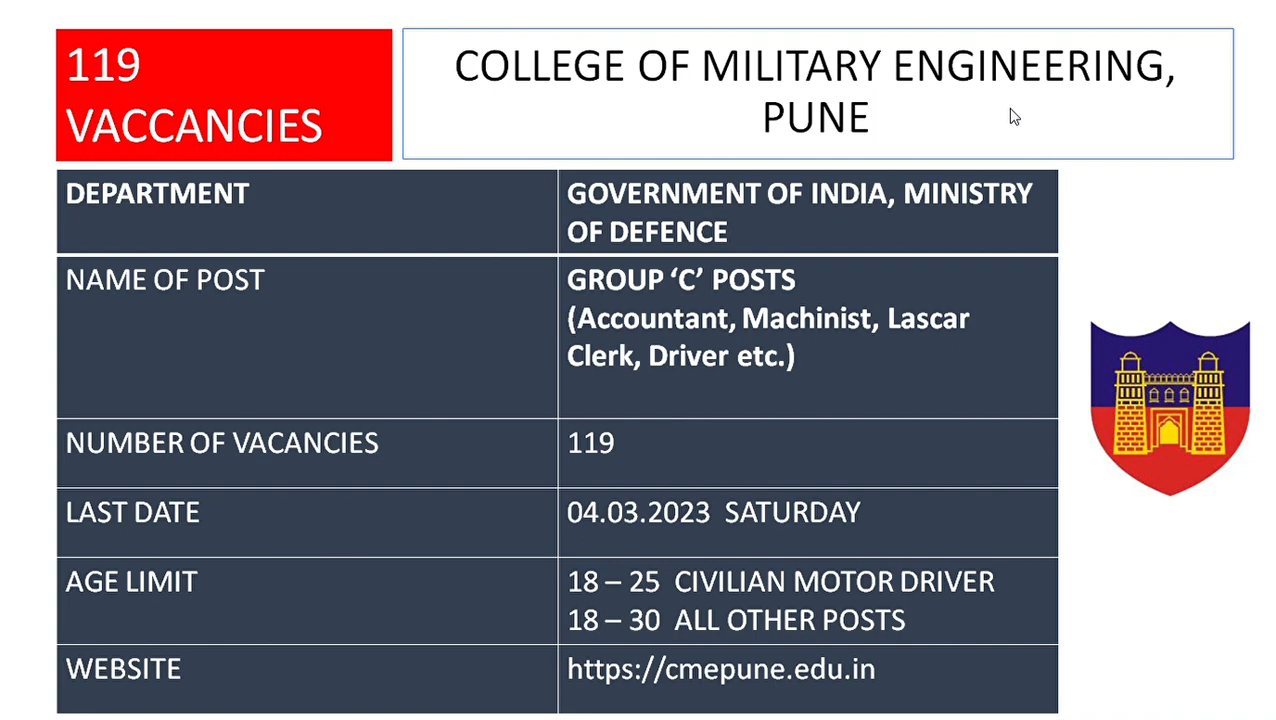 119
VACCANCIES
COLLEGE OF MILITARY ENGINEERING,
PUNE
DEPARTMENT
GOVERNMENT OF INDIA, MINISTRY
OF DEFENCE
NAME OF POST
GROUP ‘C’ POSTS
(Accountant, Machinist, Lascar
Clerk, Driver etc.)
NUMBER OF VACANCIES
119
LAST DATE
04.03.2023 SATURDAY
AGE LIMIT
18 – 25 CIVILIAN MOTOR DRIVER
18 – 30 ALL OTHER POSTS
WEBSITE
https://cmepune.edu.in